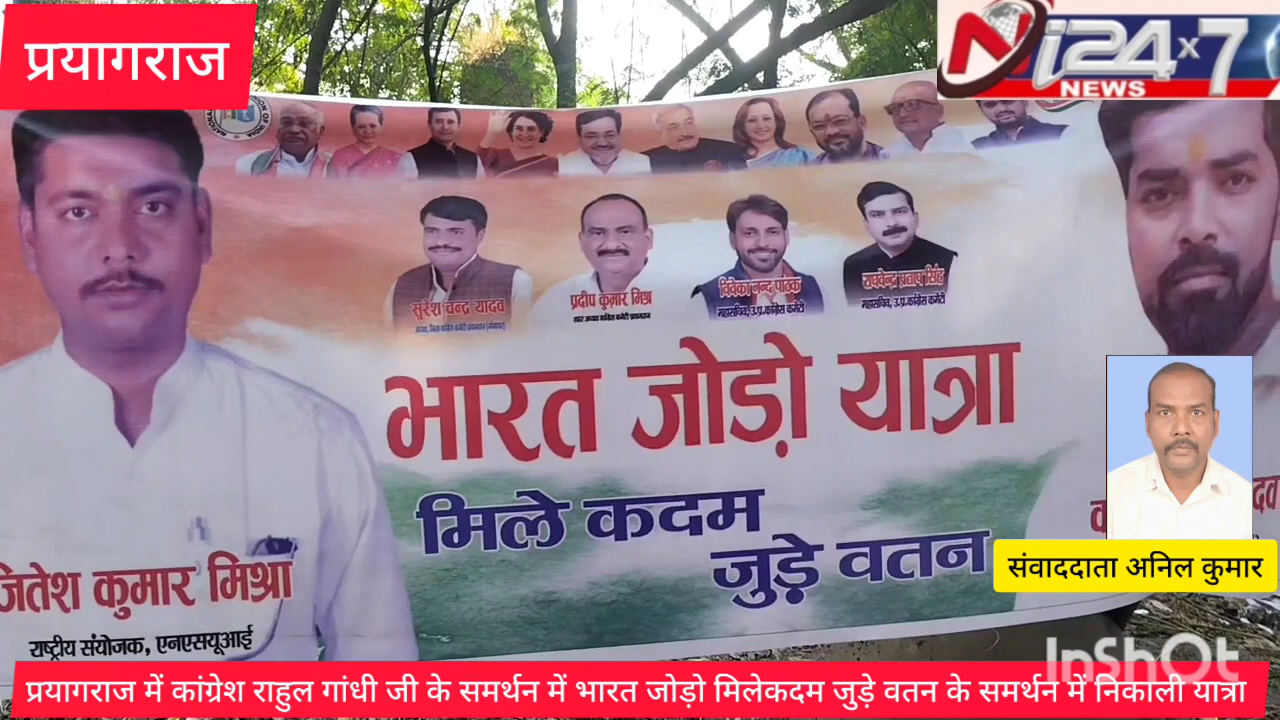 प्रयागराज
Ni24x7
NEWS
सुरेश चन्द्र यादव
प्रदीप कुमार मिश्र
विवेका नन्द पाठक
महासचिव, उ.प्र.कांग्रेस कमेटी
राघवेन्द्र प्रताप सिंह
महासचिव, उ.प्र.कांग्रेस कमेटी
भारत जोड़ो यात्रा
मिले कदम
जुड़े वतन
जितेश कुमार मिश्रा
राष्ट्रीय संयोजक, एनएसयूआई
संवाददाता अनिल कुमार
InShOt
प्रयागराज में कांग्रेश राहुल गांधी जी के समर्थन में भारत जोड़ो मिलेकदम जुड़े वतन के समर्थन में निकाली यात्रा